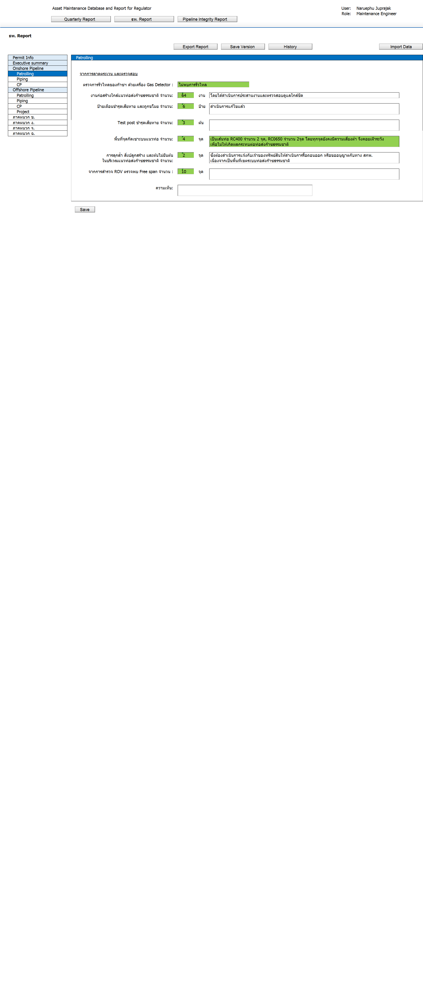 Asset Maintenance Database and Report for Regulator
User: Naruephu Juprajak
Role: Maintenance Engineer
Quarterly Report
ธพ. Report
Pipeline Integrity Report
ธพ. Report
Export Report
Save Version
History
Import Data
Permit Info
Executive summary
Onshore Pipeline
Patrolling
Piping
CP
Offshore Pipeline
Patrolling
Piping
CP
Project
ภาคผนวก ข.
ภาคผนวก ง.
ภาคผนวก จ.
ภาคผนวก ฉ.
Patrolling
จากการลาดตระเวน และตรวจสอบ
ตรวจการรั่วไหลของก๊าซฯ ด้วยเครื่อง Gas Detector : ไม่พบการรั่วไหล
งานก่อสร้างใกล้แนวท่อส่งก๊าซธรรมชาติ จำนวน: 64 งาน โดยได้ดำเนินการประสานงานและตรวจสอบดูแลใกล้ชิด
ป้ายเตือนชำรุดเสียหาย และถูกขโมย จำนวน: 6 ป้าย ดำเนินการแก้ไขแล้ว
Test post ชำรุดเสียหาย จำนวน: 3 ต้น
พื้นที่จุดกัดเซาะบนแนวท่อ จำนวน: 4 จุด เป็นเส้นท่อ RC400 จำนวน 2 จุด, RC0650 จำนวน 2จุด โดยทุกจุดยังคงมีความเสี่ยงต่ำ จึงคอยเฝ้าระวัง
เพื่อไม่ให้เกิดผลกระทบต่อท่อส่งก๊าซธรรมชาติ
การลุกล้ำ สิ่งปลูกสร้าง และต้นไม้ยืนต้น 2 จุด ซึ่งต้องดำเนินการแจ้งกับเจ้าของทรัพย์สินให้ดำเนินการรื้อถอนออก หรือขออนุญาตกับทาง สกพ.
ในบริเวณแนวท่อส่งก๊าซธรรมชาติ จำนวน: เนื่องจากเป็นพื้นที่เขตระบบท่อส่งก๊าซธรรมชาติ
จากการสำรวจ ROV ตรวจพบ Free span จำนวน : 10 จุด
ความเห็น:
Save